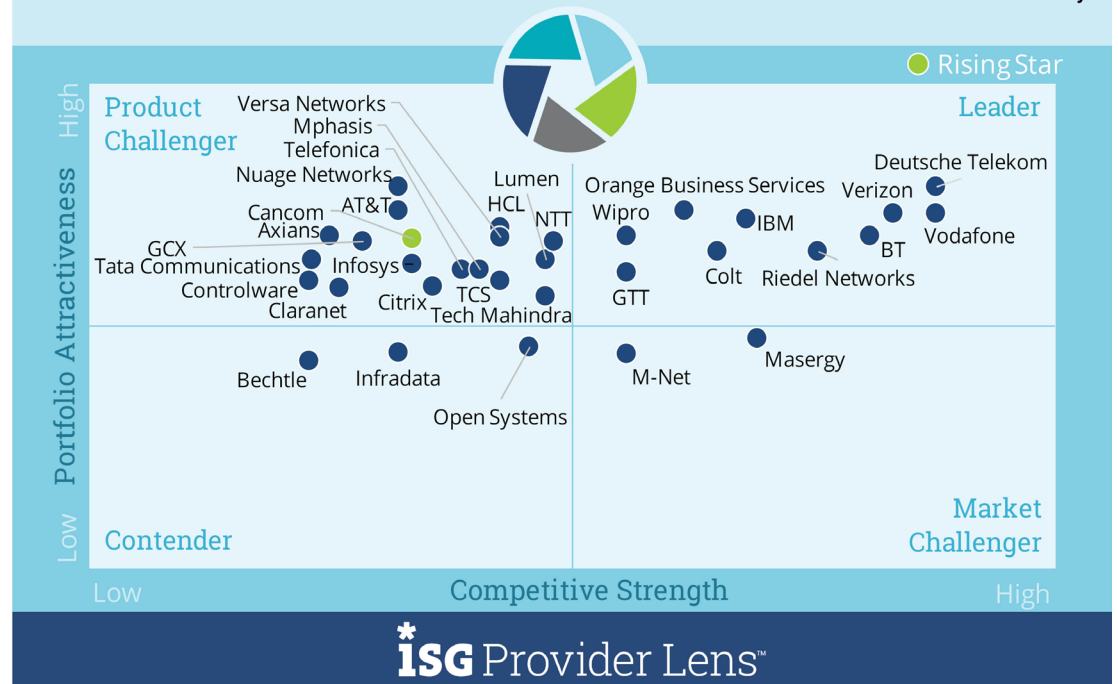 Rising Star
High
Product
Challenger
Leader
Versa Networks
Mphasis
Telefonica
Nuage Networks
AT&T
Cancom
Axians
GCX
Tata Communications
Infosys
Controlware
Claranet
Citrix
TCS
Tech Mahindra
Lumen
HCL
NTT
Orange Business Services
Wipro
GTT
IBM
Colt
Riedel Networks
Verizon
BT
Deutsche Telekom
Vodafone
Portfolio Attractiveness
Bechtle
Infradata
Open Systems
M-Net
Masergy
Contender
Market
Challenger
Low
Low
Competitive Strength
High
*ISG Provider Lens™